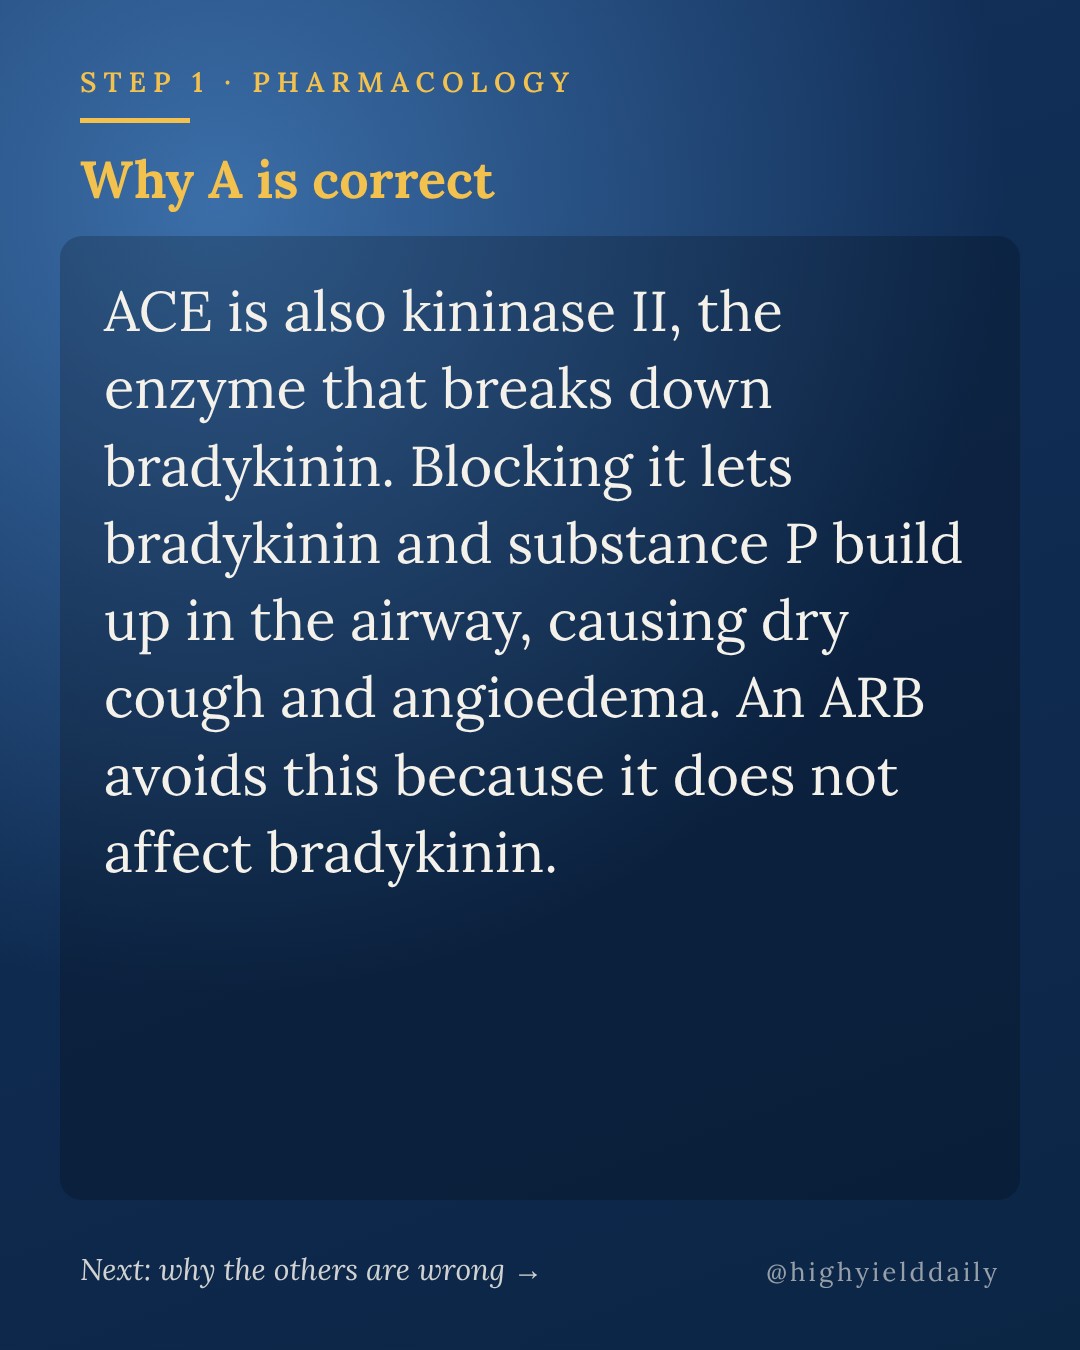 STEP 1 · PHARMACOLOGY
Why A is correct
ACE is also kininase II, the
enzyme that breaks down
bradykinin. Blocking it lets
bradykinin and substance P build
up in the airway, causing dry
cough and angioedema. An ARB
avoids this because it does not
affect bradykinin.
Next: why the others are wrong →
@highyielddaily